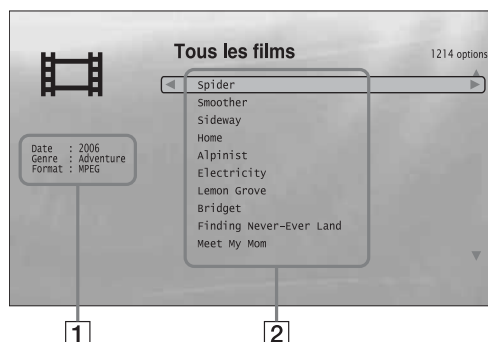 Tous les films
1214 options
Spider
Smoother
Sideway
Home
Alpinist
Electricity
Lemon Grove
Bridget
Finding Never-Ever Land
Meet My Mom
Date : 2006
Genre : Adventure
Format : MPEG
1
2